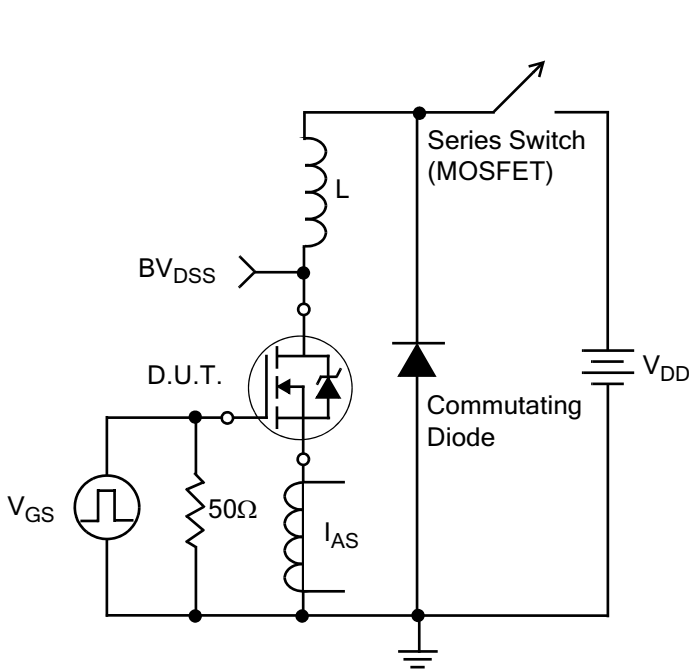 Series Switch
(MOSFET)
L
BVDSS
D.U.T.
VDD
Commutating
Diode
VGS
50Ω
IAS